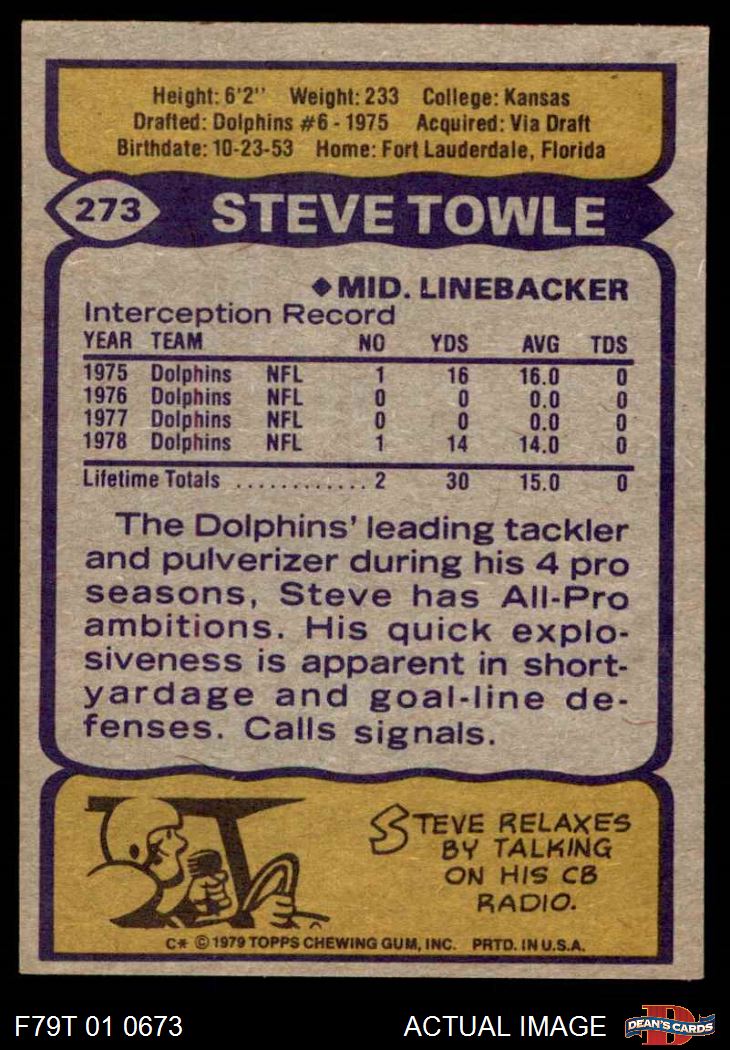 Height: 6'2" Weight: 233 College: Kansas
Drafted: Dolphins #6 - 1975 Acquired: Via Draft
Birthdate: 10-23-53 Home: Fort Lauderdale, Florida
273 STEVE TOWLE
◆MID. LINEBACKER
Interception Record
YEAR TEAM NO YDS AVG TDS
1975 Dolphins NFL 1 16 16.0 0
1976 Dolphins NFL 0 0 0.0 0
1977 Dolphins NFL 0 0 0.0 0
1978 Dolphins NFL 1 14 14.0 0
Lifetime Totals ............ 2 30 15.0 0
The Dolphins' leading tackler
and pulverizer during his 4 pro
seasons, Steve has All-Pro
ambitions. His quick explo-
siveness is apparent in short-
yardage and goal-line de-
fenses. Calls signals.
STEVE RELAXES
BY TALKING
ON HIS CB
RADIO.
C* © 1979 TOPPS CHEWING GUM, INC. PRTD. IN U.S.A.
F79T 01 0673 ACTUAL IMAGE D DEAN'S CARDS